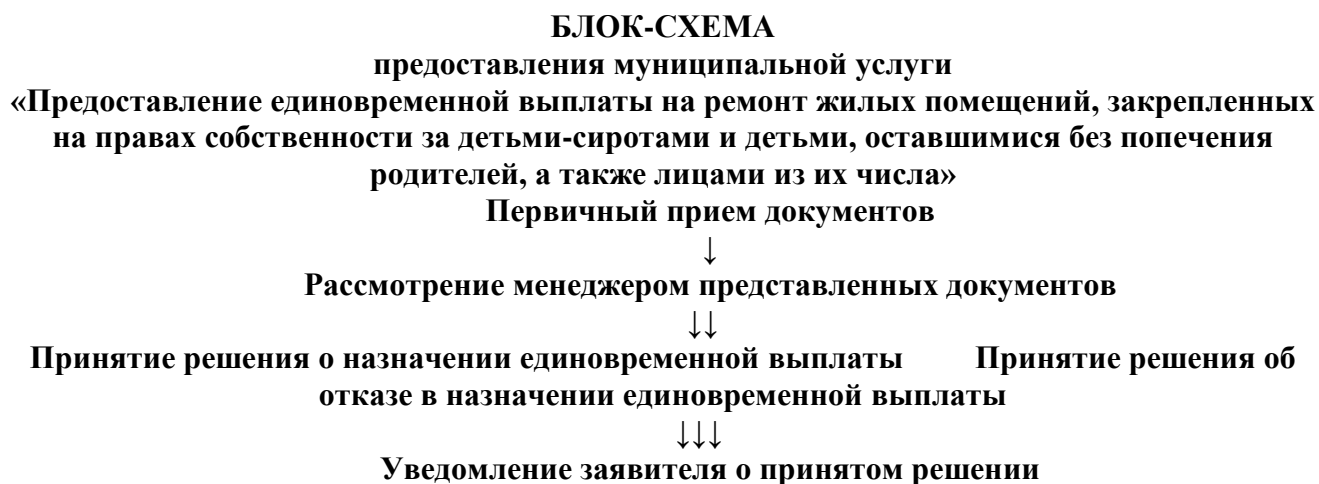 БЛОК-СХЕМА
предоставления муниципальной услуги
«Предоставление единовременной выплаты на ремонт жилых помещений, закрепленных
на правах собственности за детьми-сиротами и детьми, оставшимися без попечения
родителей, а также лицами из их числа»
Первичный прием документов
↓
Рассмотрение менеджером представленных документов
↓↓
Принятие решения о назначении единовременной выплаты Принятие решения об
отказе в назначении единовременной выплаты
↓↓↓
Уведомление заявителя о принятом решении